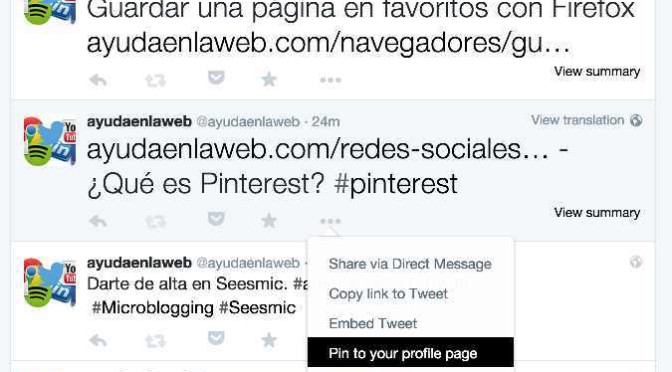 Guardar una página en favoritos con Firefox
ayudaenlaweb.com/navegadores/gu...
View summary
ayudaenlaweb @ayudaenlaweb · 24m
View translation
ayudaenlaweb.com/redes-sociales... -
¿Qué es Pinterest? #pinterest
View summary
ayudaenlaweb @ayudaenlaweb ·
Darte de alta en Seesmic. #a
#Microblogging #Seesmic
Share via Direct Message
Copy link to Tweet
Embed Tweet
Pin to your profile page